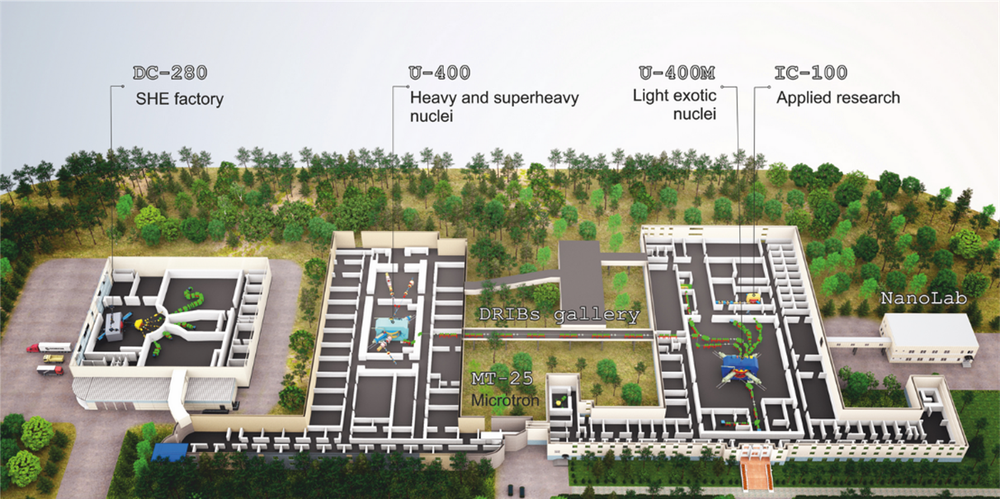 DC-280
SHE factory
U-400
Heavy and superheavy
nuclei
U-400M
Light exotic
nuclei
IC-100
Applied research
NanoLab
DRIBs gallery
MT-25
Microtron